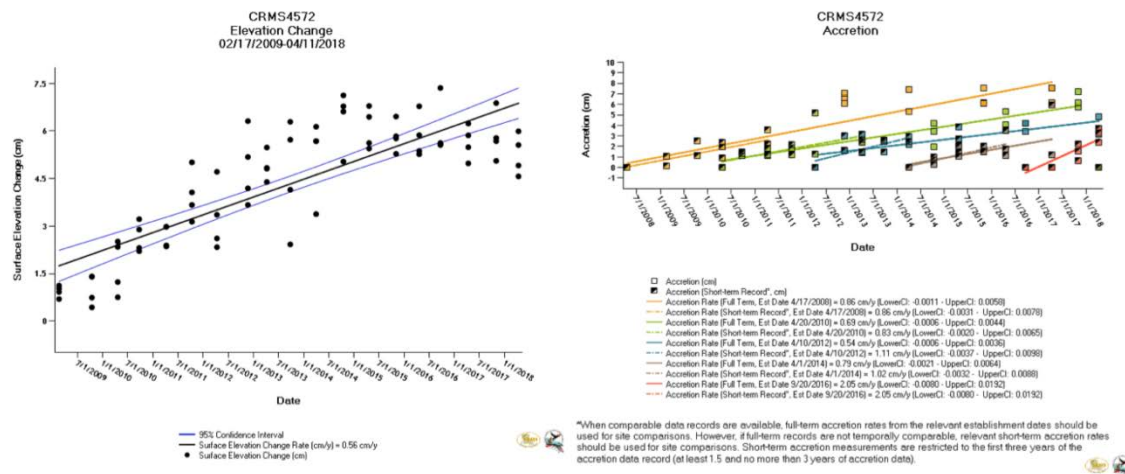 CRMS4572
Elevation Change
02/17/2009-04/11/2018
Surface Elevation Change (cm)
7.5
6
4.5
3
1.5
0
7/1/2009
1/1/2010
7/1/2010
1/1/2011
7/1/2011
1/1/2012
7/1/2012
1/1/2013
7/1/2013
1/1/2014
7/1/2014
1/1/2015
7/1/2015
1/1/2016
7/1/2016
1/1/2017
7/1/2017
1/1/2018
Date
95% Confidence Interval
Surface Elevation Change Rate (cm/y) = 0.56 cm/y
Surface Elevation Change (cm)
CRMS4572
Accretion
Accretion (cm)
10
9
8
7
6
5
4
3
2
1
0
-1
7/1/2008
1/1/2009
7/1/2009
1/1/2010
7/1/2010
1/1/2011
7/1/2011
1/1/2012
7/1/2012
1/1/2013
7/1/2013
1/1/2014
7/1/2014
1/1/2015
7/1/2015
1/1/2016
7/1/2016
1/1/2017
7/1/2017
1/1/2018
Date
Accretion (cm)
Accretion (Short-term Record*, cm)
Accretion Rate (Full Term, Est Date 4/17/2008) = 0.86 cm/y (LowerCI: -0.0011 - UpperCI: 0.0058)
Accretion Rate (Short-term Record*, Est Date 4/17/2008) = 0.86 cm/y (LowerCI: -0.0031 - UpperCI: 0.0078)
Accretion Rate (Full Term, Est Date 4/20/2010) = 0.69 cm/y (LowerCI: -0.0006 - UpperCI: 0.0044)
Accretion Rate (Short-term Record*, Est Date 4/20/2010) = 0.83 cm/y (LowerCI: -0.0020 - UpperCI: 0.0065)
Accretion Rate (Full Term, Est Date 4/10/2012) = 0.54 cm/y (LowerCI: -0.0006 - UpperCI: 0.0036)
Accretion Rate (Short-term Record*, Est Date 4/10/2012) = 1.11 cm/y (LowerCI: -0.0037 - UpperCI: 0.0098)
Accretion Rate (Full Term, Est Date 4/1/2014) = 0.79 cm/y (LowerCI: -0.0021 - UpperCI: 0.0064)
Accretion Rate (Short-term Record*, Est Date 4/1/2014) = 1.02 cm/y (LowerCI: -0.0032 - UpperCI: 0.0088)
Accretion Rate (Full Term, Est Date 9/20/2016) = 2.05 cm/y (LowerCI: -0.0080 - UpperCI: 0.0192)
Accretion Rate (Short-term Record*, Est Date 9/20/2016) = 2.05 cm/y (LowerCI: -0.0080 - UpperCI: 0.0192)
*When comparable data records are available, full-term accretion rates from the relevant establishment dates should be
used for site comparisons. However, if full-term records are not temporally comparable, relevant short-term accretion rates
should be used for site comparisons. Short-term accretion measurements are restricted to the first three years of the
accretion data record (at least 1.5 and no more than 3 years of accretion data).